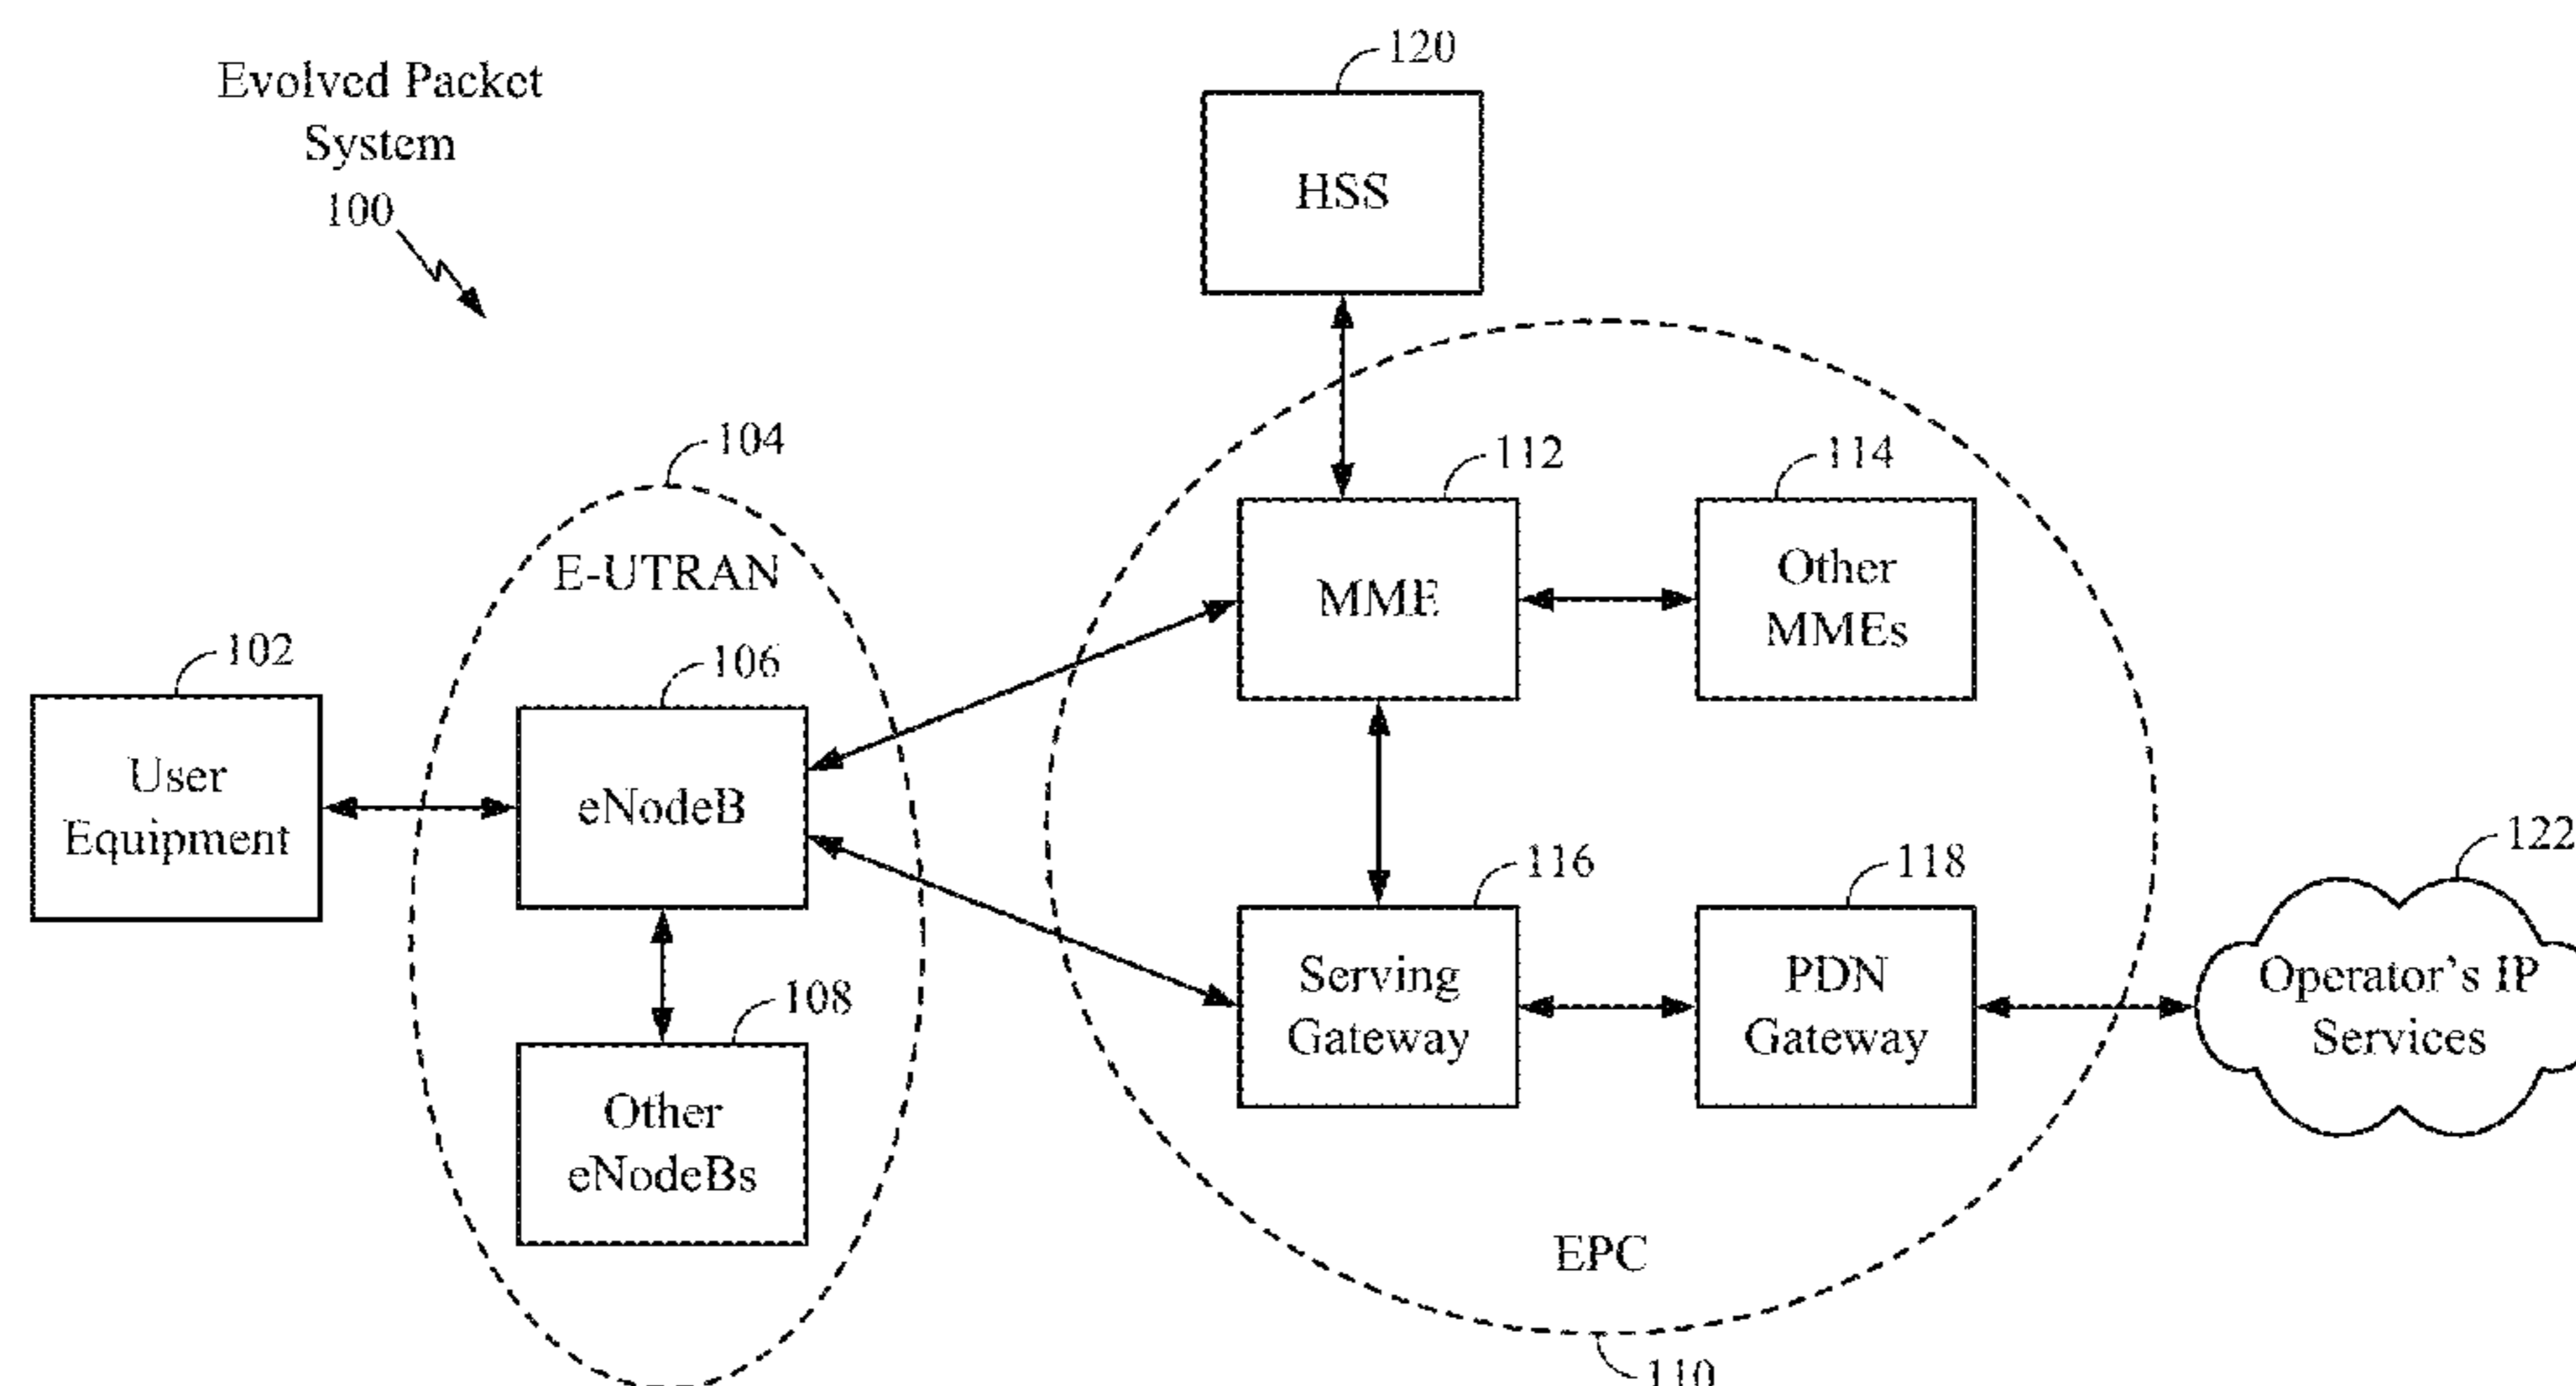 Evolved Packet
System
100
120
HSS
104
E-UTRAN
112
MME
114
Other
MMEs
102
User
Equipment
106
eNodeB
108
Other
eNodeBs
116
Serving
Gateway
118
PDN
Gateway
122
Operator's IP
Services
EPC
110